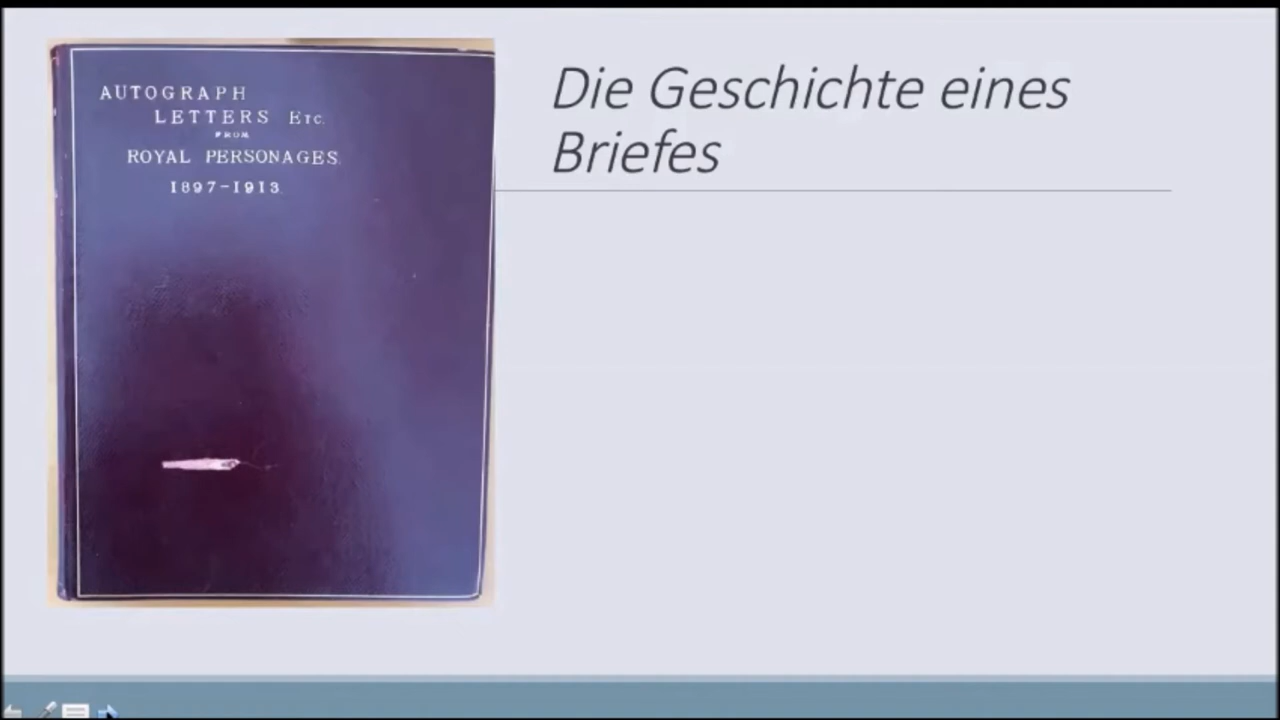 AUTOGRAPH
LETTERS Etc.
FROM
ROYAL PERSONAGES.
1897-1913.
Die Geschichte eines
Briefes